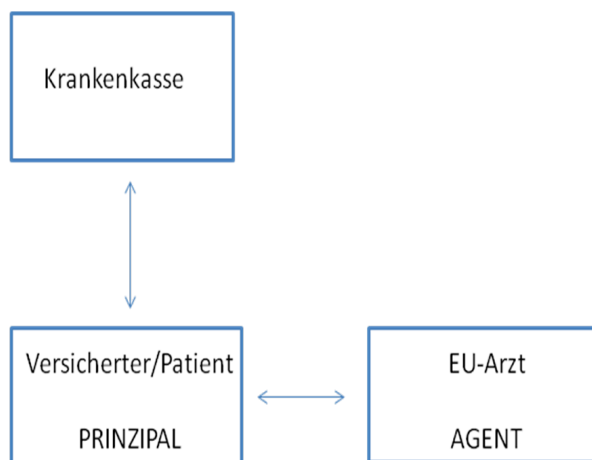 Krankenkasse
Versicherter/Patient
PRINZIPAL
EU-Arzt
AGENT